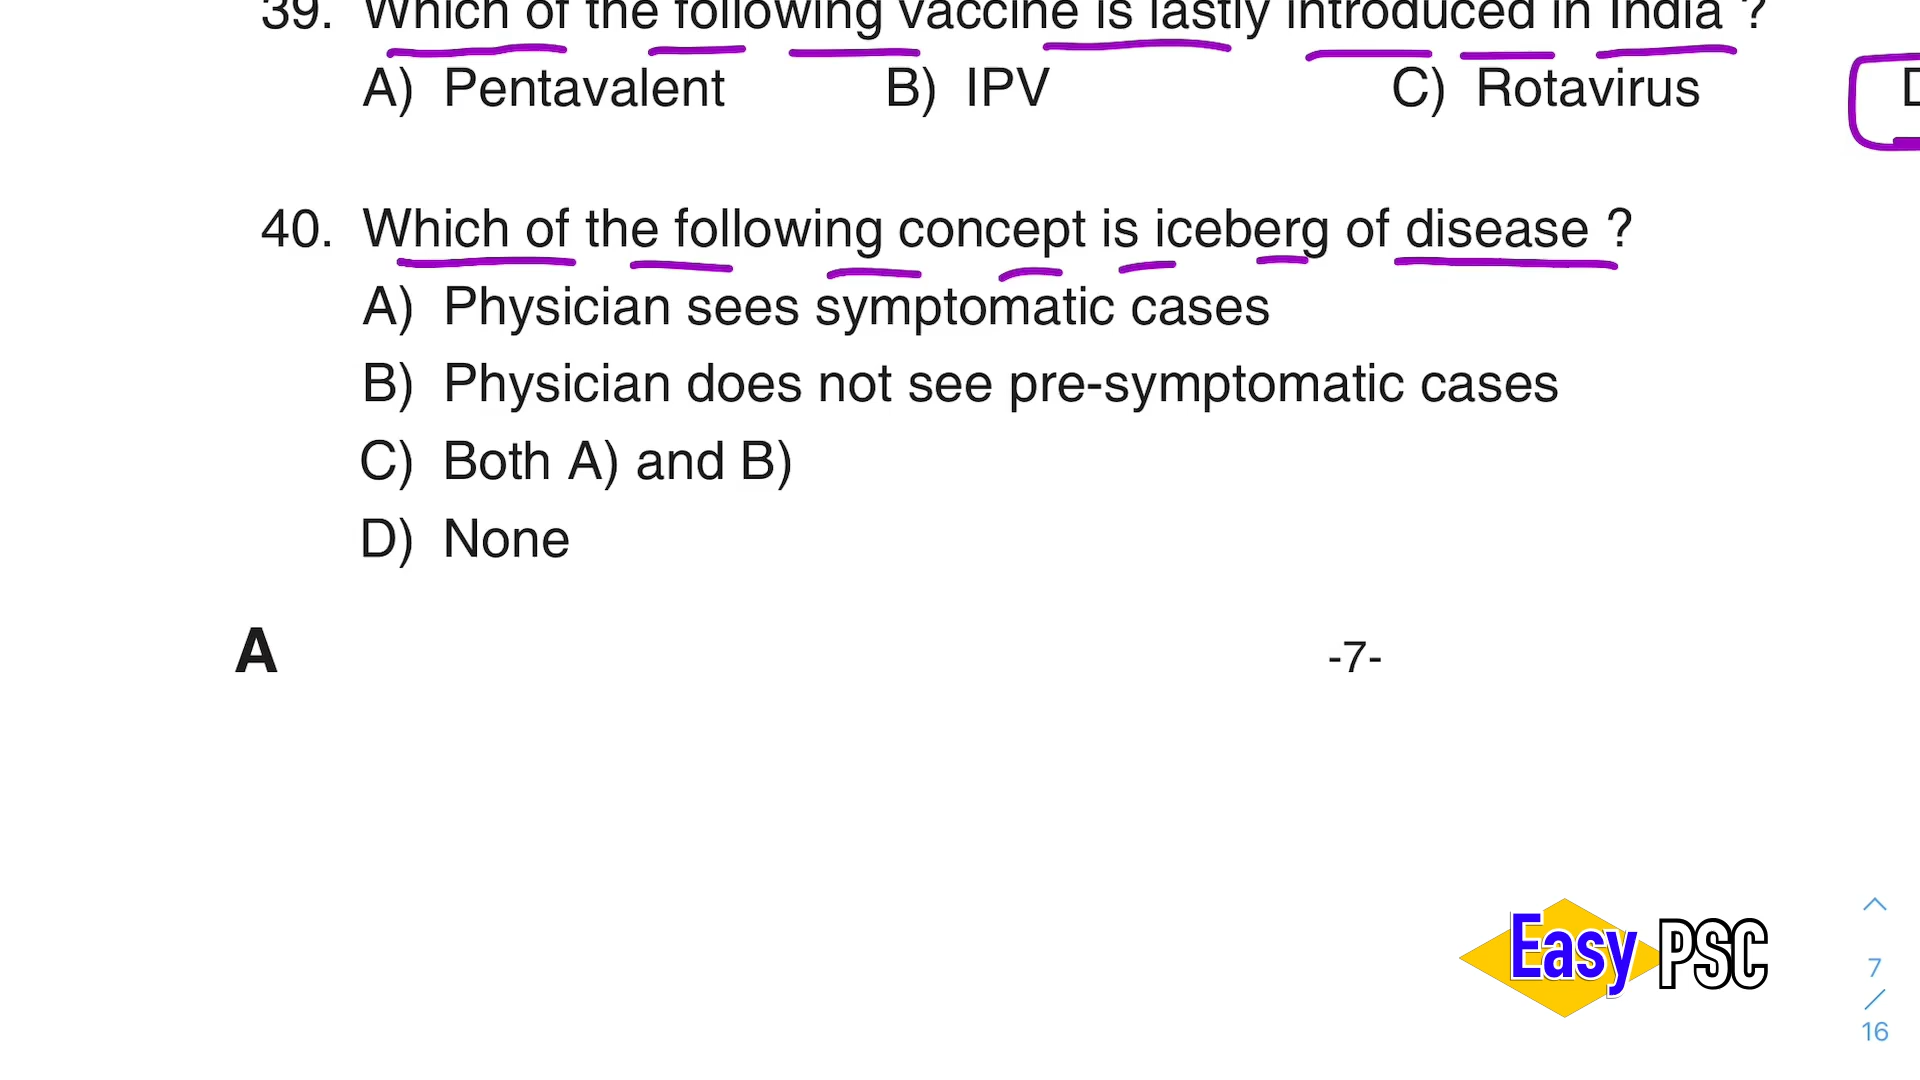 39. Which of the following vaccine is lastly introduced in India ?
A) Pentavalent B) IPV C) Rotavirus
40. Which of the following concept is iceberg of disease ?
A) Physician sees symptomatic cases
B) Physician does not see pre-symptomatic cases
C) Both A) and B)
D) None
A -7-
Easy PSC
7
/
16